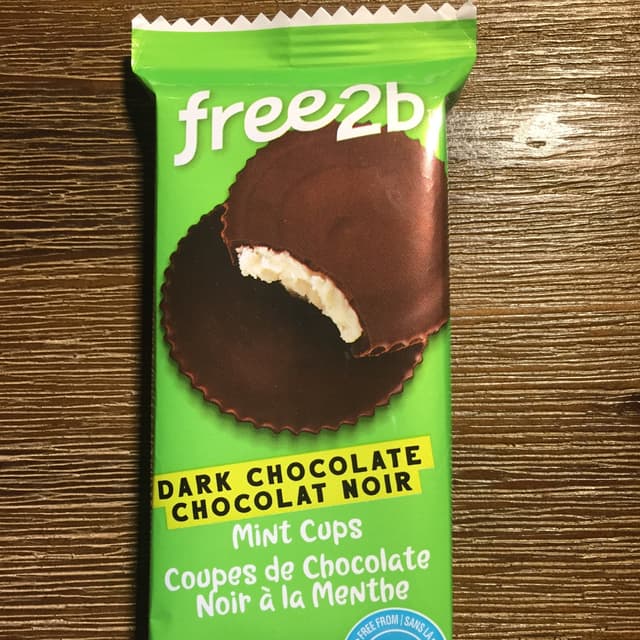 free2b
DARK CHOCOLATE
CHOCOLAT NOIR
Mint Cups
Coupes de Chocolate
Noir à la Menthe
FREE FROM | SANS LA